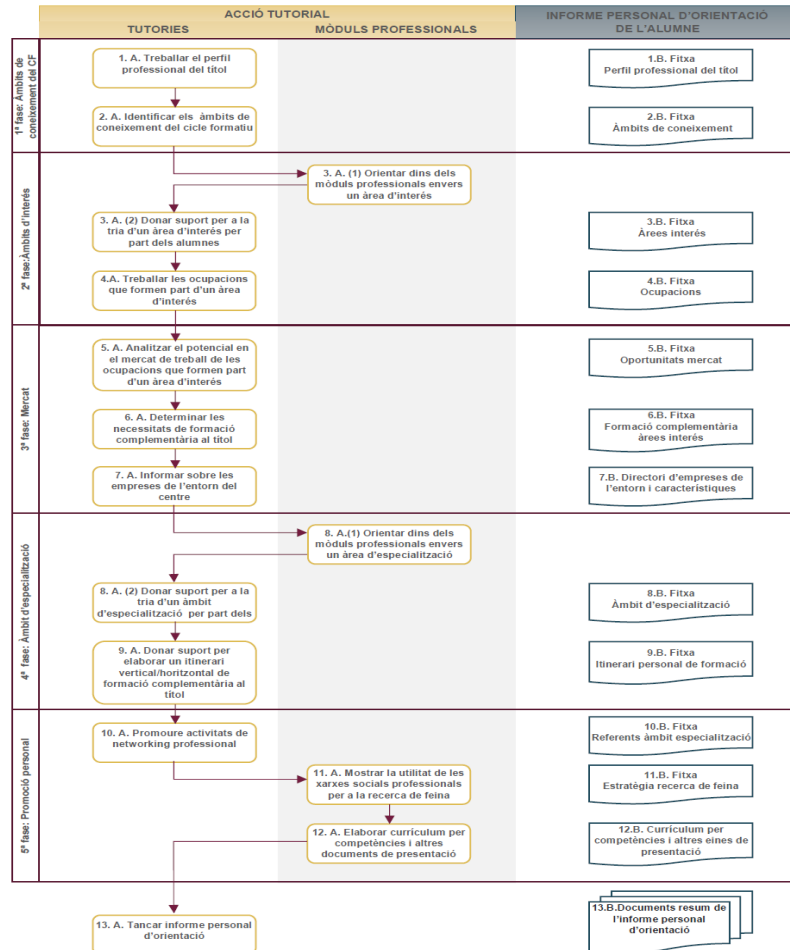 ACCIÓ TUTORIAL
TUTORIES
MÒDULS PROFESSIONALS
INFORME PERSONAL D'ORIENTACIÓ
DE L'ALUMNE
1ª fase: Àmbits de
coneixement del CF
1. A. Treballar el perfil
professional del títol
1.B. Fitxa
Perfil professional del títol
2. A. Identificar els àmbits de
coneixement del cicle formatiu
2.B. Fitxa
Àmbits de coneixement
2ª fase:Àmbits d'interés
3. A. (1) Orientar dins dels
mòduls professionals envers
un àrea d'interés
3. A. (2) Donar suport per a la
tria d'un àrea d'interés per
part dels alumnes
3.B. Fitxa
Àrees interés
4.A. Treballar les ocupacions
que formen part d'un àrea
d'interés
4.B. Fitxa
Ocupacions
3ª fase: Mercat
5. A. Analitzar el potencial en
el mercat de treball de les
ocupacions que formen part
d'un àrea d'interés
5.B. Fitxa
Oportunitats mercat
6. A. Determinar les
necessitats de formació
complementària al títol
6.B. Fitxa
Formació complementària
àrees interés
7. A. Informar sobre les
empreses de l'entorn del
centre
7.B. Directori d'empreses de
l'entorn i característiques
4ª fase: Àmbit d'especialització
8. A.(1) Orientar dins dels
mòduls professionals envers
un àrea d'especialització
8. A. (2) Donar suport per a la
tria d'un àmbit
d'especialització per part dels
8.B. Fitxa
Àmbit d'especialització
9. A. Donar suport per
elaborar un itinerari
vertical/horitzontal de
formació complementària al
títol
9.B. Fitxa
Itinerari personal de formació
5ª fase: Promoció personal
10. A. Promoure activitats de
networking professional
10.B. Fitxa
Referents àmbit especialització
11. A. Mostrar la utilitat de les
xarxes socials professionals
per a la recerca de feina
11.B. Fitxa
Estratègia recerca de feina
12. A. Elaborar currículum per
competències i altres
documents de presentació
12.B. Currículum per
competències i altres eines de
presentació
13. A. Tancar informe personal
d'orientació
13.B.Documents resum de
l'informe personal
d'orientació